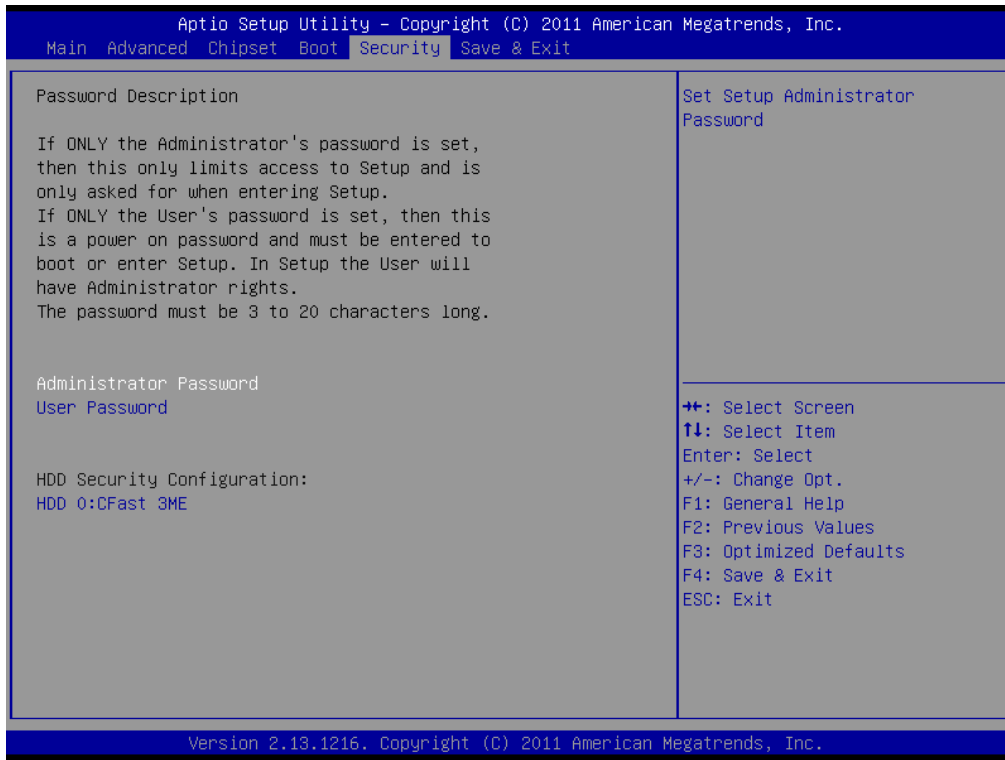 Aptio Setup Utility – Copyright (C) 2011 American Megatrends, Inc.
Main Advanced Chipset Boot Security Save & Exit
Password Description
If ONLY the Administrator's password is set,
then this only limits access to Setup and is
only asked for when entering Setup.
If ONLY the User's password is set, then this
is a power on password and must be entered to
boot or enter Setup. In Setup the User will
have Administrator rights.
The password must be 3 to 20 characters long.
Administrator Password
User Password
HDD Security Configuration:
HDD 0:CFast 3ME
Set Setup Administrator
Password
→←: Select Screen
↑↓: Select Item
Enter: Select
+/-: Change Opt.
F1: General Help
F2: Previous Values
F3: Optimized Defaults
F4: Save & Exit
ESC: Exit
Version 2.13.1216. Copyright (C) 2011 American Megatrends, Inc.